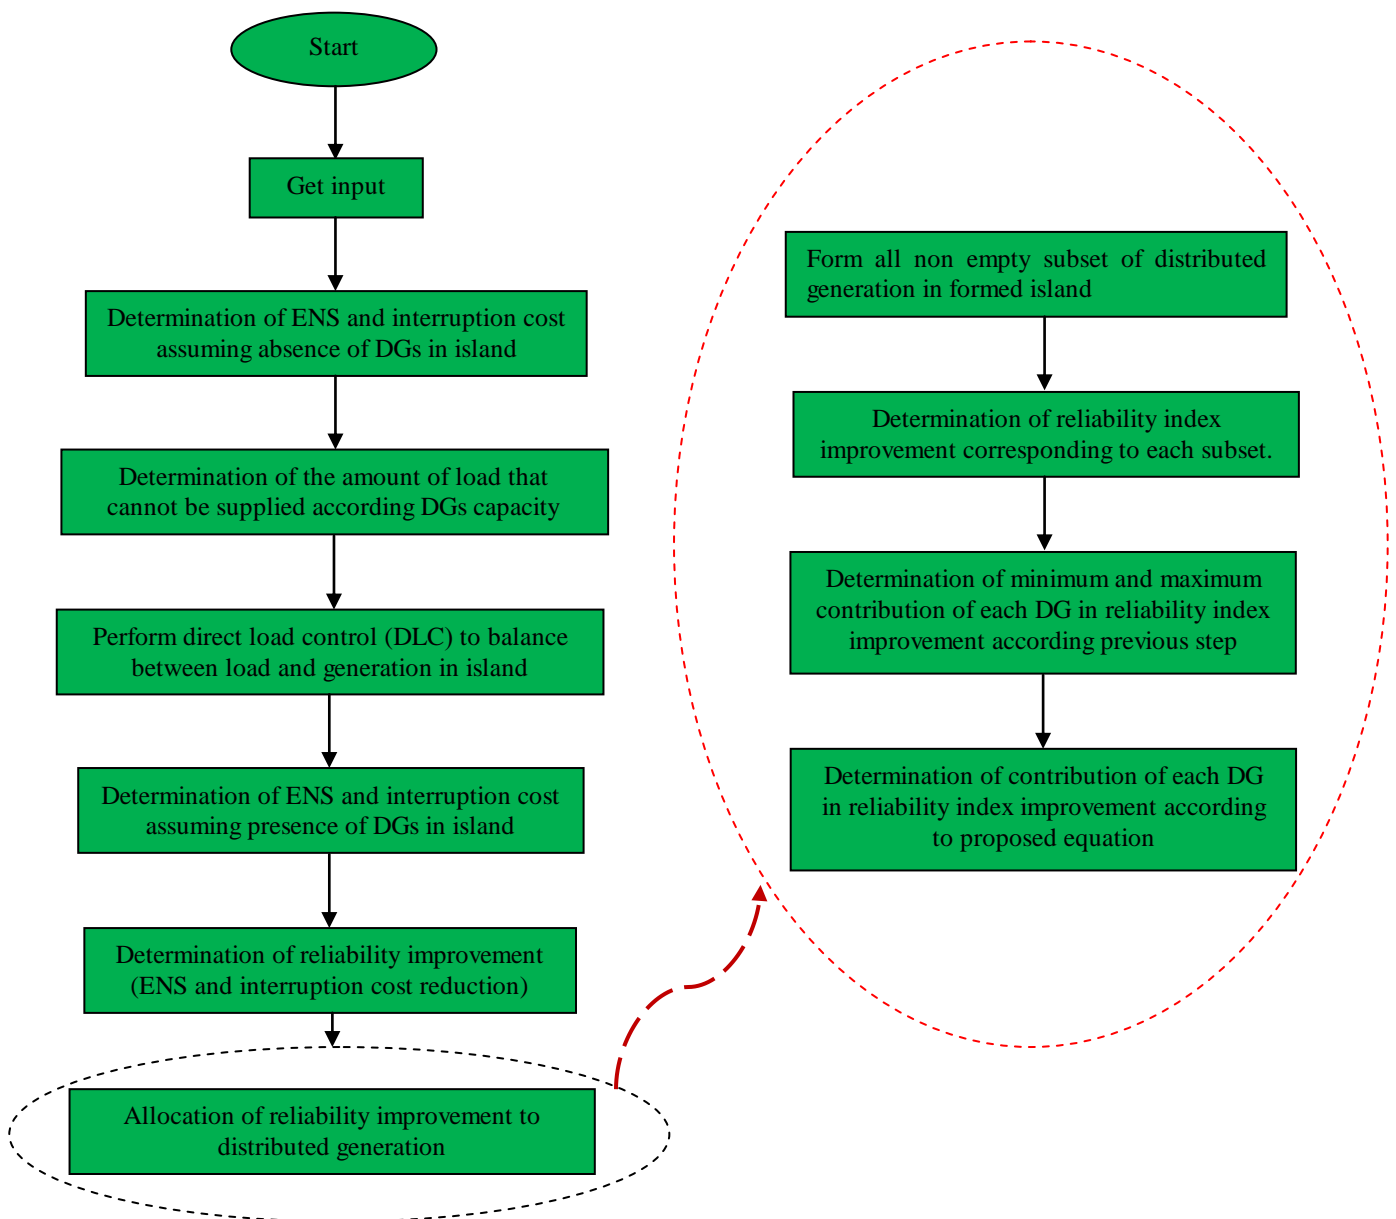 Start
Get input
Determination of ENS and interruption cost
assuming absence of DGs in island
Determination of the amount of load that
cannot be supplied according DGs capacity
Perform direct load control (DLC) to balance
between load and generation in island
Determination of ENS and interruption cost
assuming presence of DGs in island
Determination of reliability improvement
(ENS and interruption cost reduction)
Allocation of reliability improvement to
distributed generation
Form all non empty subset of distributed
generation in formed island
Determination of reliability index
improvement corresponding to each subset.
Determination of minimum and maximum
contribution of each DG in reliability index
improvement according previous step
Determination of contribution of each DG
in reliability index improvement according
to proposed equation